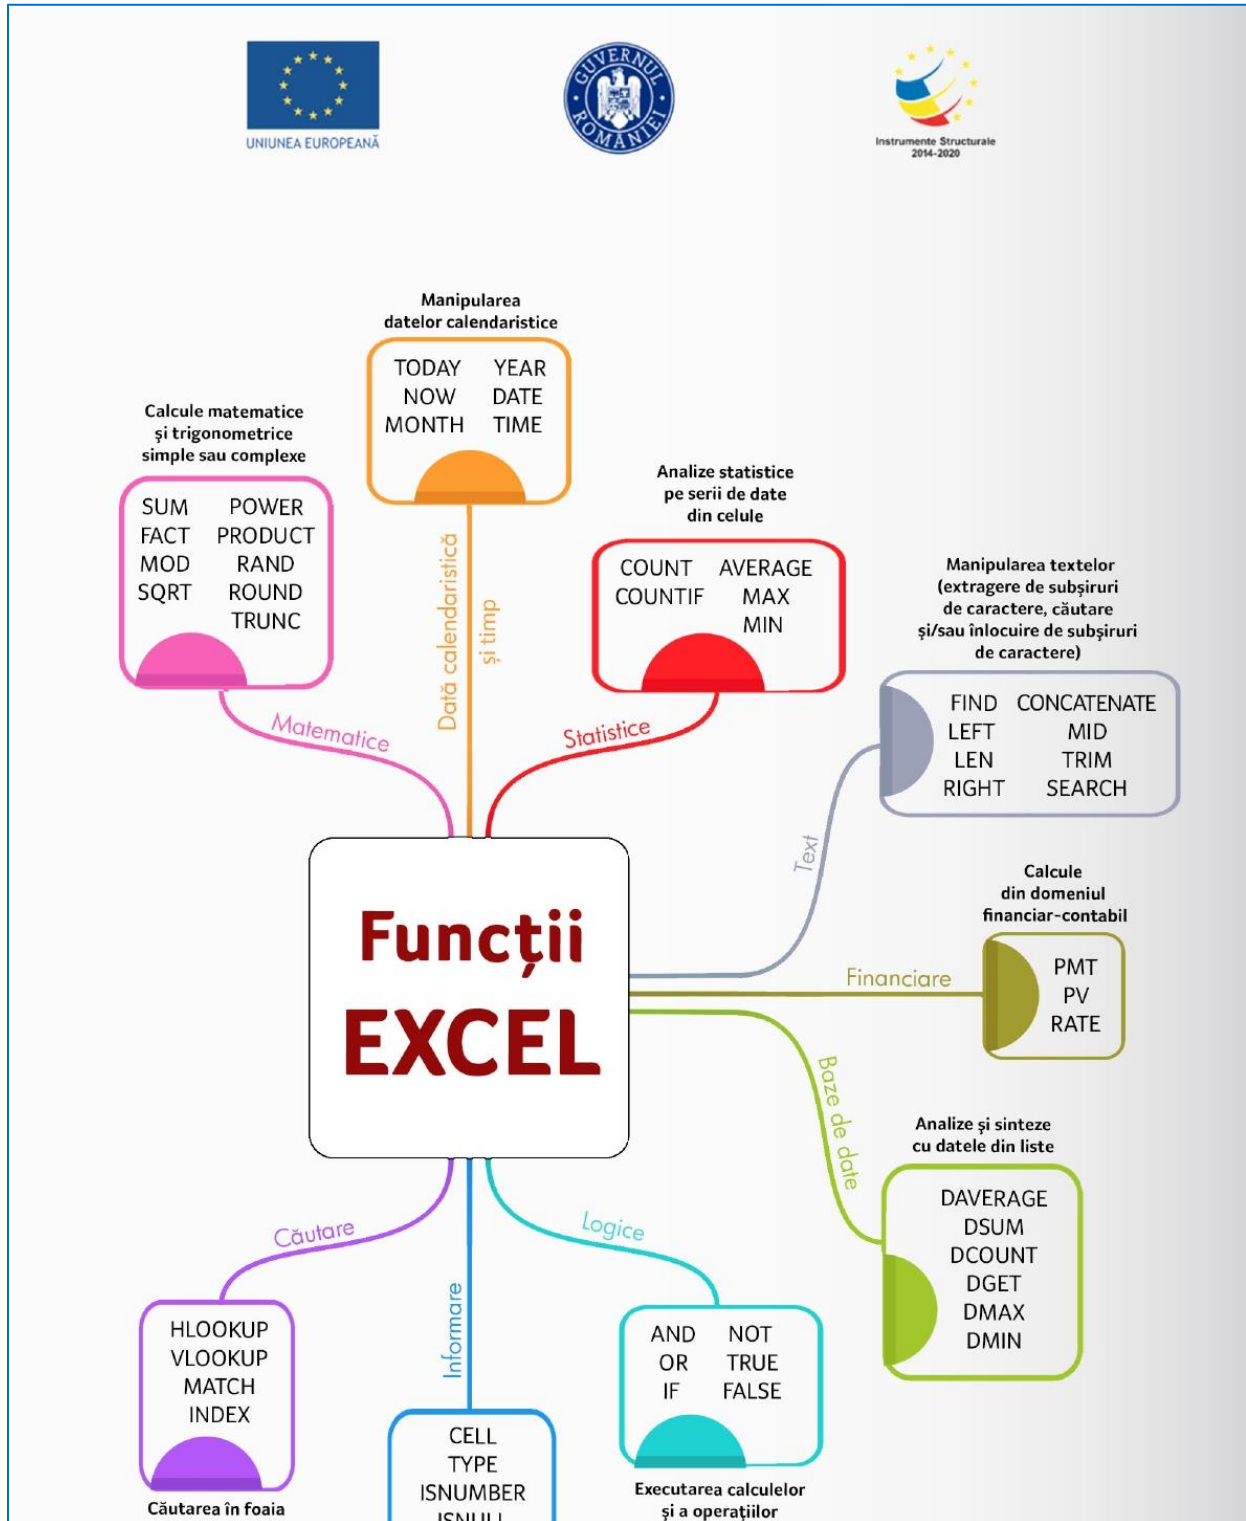 UNIUNEA EUROPEANĂ
GUVERNUL ROMÂNIEI
Instrumente Structurale
2014-2020
Manipularea
datelor calendaristice
TODAY YEAR
NOW DATE
MONTH TIME
Dată calendaristică
și timp
Calcule matematice
și trigonometrice
simple sau complexe
SUM POWER
FACT PRODUCT
MOD RAND
SQRT ROUND
TRUNC
Matematice
Analize statistice
pe serii de date
din celule
COUNT AVERAGE
COUNTIF MAX
MIN
Statistice
Manipularea textelor
(extragere de subșiruri
de caractere, căutare
și/sau înlocuire de subșiruri
de caractere)
FIND CONCATENATE
LEFT MID
LEN TRIM
RIGHT SEARCH
Text
Funcții
EXCEL
Calcule
din domeniul
financiar-contabil
PMT
PV
RATE
Financiare
Baze de date
Analize și sinteze
cu datele din liste
DAVERAGE
DSUM
DCOUNT
DGET
DMAX
DMIN
Căutare
HLOOKUP
VLOOKUP
MATCH
INDEX
Căutarea în foaia
Informare
CELL
TYPE
ISNUMBER
Logice
AND NOT
OR TRUE
IF FALSE
Executarea calculelor
și a operațiilor